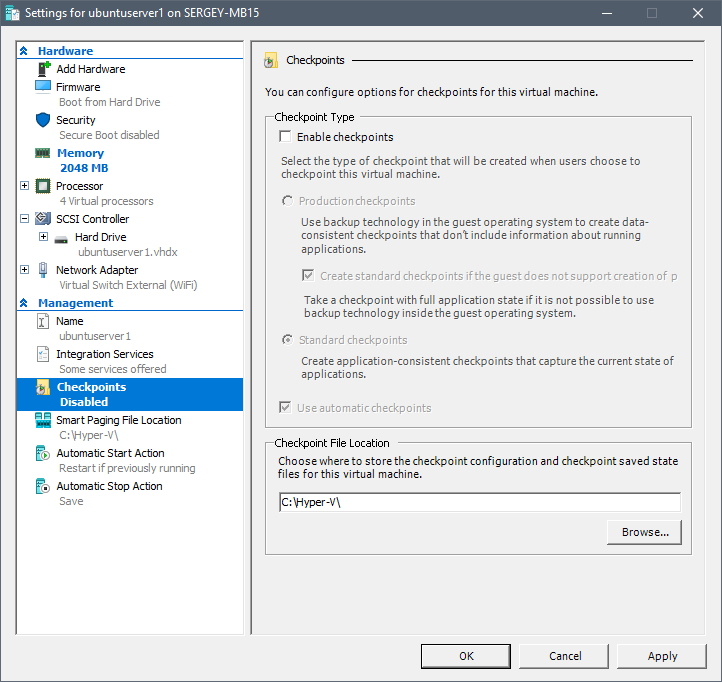 Settings for ubuntuserver1 on SERGEY-MB15
Hardware
Add Hardware
Firmware
Boot from Hard Drive
Security
Secure Boot disabled
Memory
2048 MB
Processor
4 Virtual processors
SCSI Controller
Hard Drive
ubuntuserver1.vhdx
Network Adapter
Virtual Switch External (WiFi)
Management
Name
ubuntuserver1
Integration Services
Some services offered
Checkpoints
Disabled
Smart Paging File Location
C:\Hyper-V\
Automatic Start Action
Restart if previously running
Automatic Stop Action
Save
Checkpoints
You can configure options for checkpoints for this virtual machine.
Checkpoint Type
Enable checkpoints
Select the type of checkpoint that will be created when users choose to
checkpoint this virtual machine.
Production checkpoints
Use backup technology in the guest operating system to create data-
consistent checkpoints that don't include information about running
applications.
Create standard checkpoints if the guest does not support creation of p
Take a checkpoint with full application state if it is not possible to use
backup technology inside the guest operating system.
Standard checkpoints
Create application-consistent checkpoints that capture the current state of
applications.
Use automatic checkpoints
Checkpoint File Location
Choose where to store the checkpoint configuration and checkpoint saved state
files for this virtual machine.
C:\Hyper-V\
Browse...
OK
Cancel
Apply